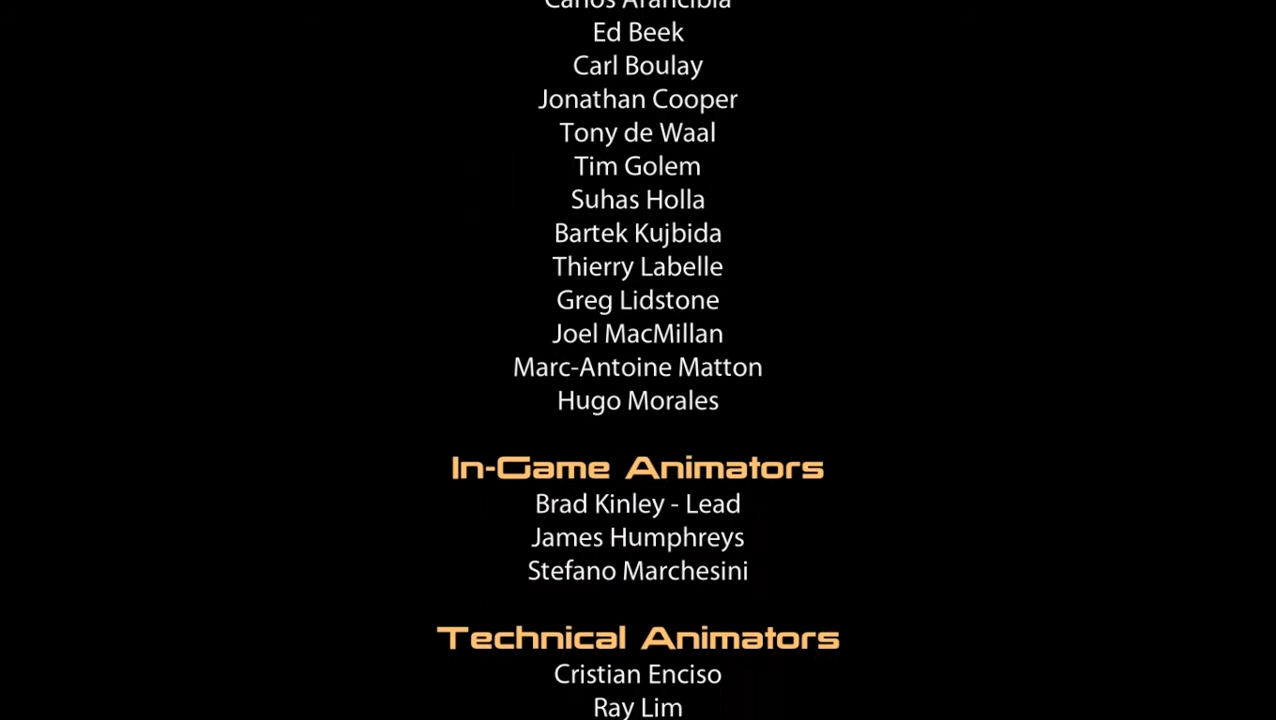 Carlos Arancibia
Ed Beek
Carl Boulay
Jonathan Cooper
Tony de Waal
Tim Golem
Suhas Holla
Bartek Kujbida
Thierry Labelle
Greg Lidstone
Joel MacMillan
Marc-Antoine Matton
Hugo Morales
In-Game Animators
Brad Kinley - Lead
James Humphreys
Stefano Marchesini
Technical Animators
Cristian Enciso
Ray Lim